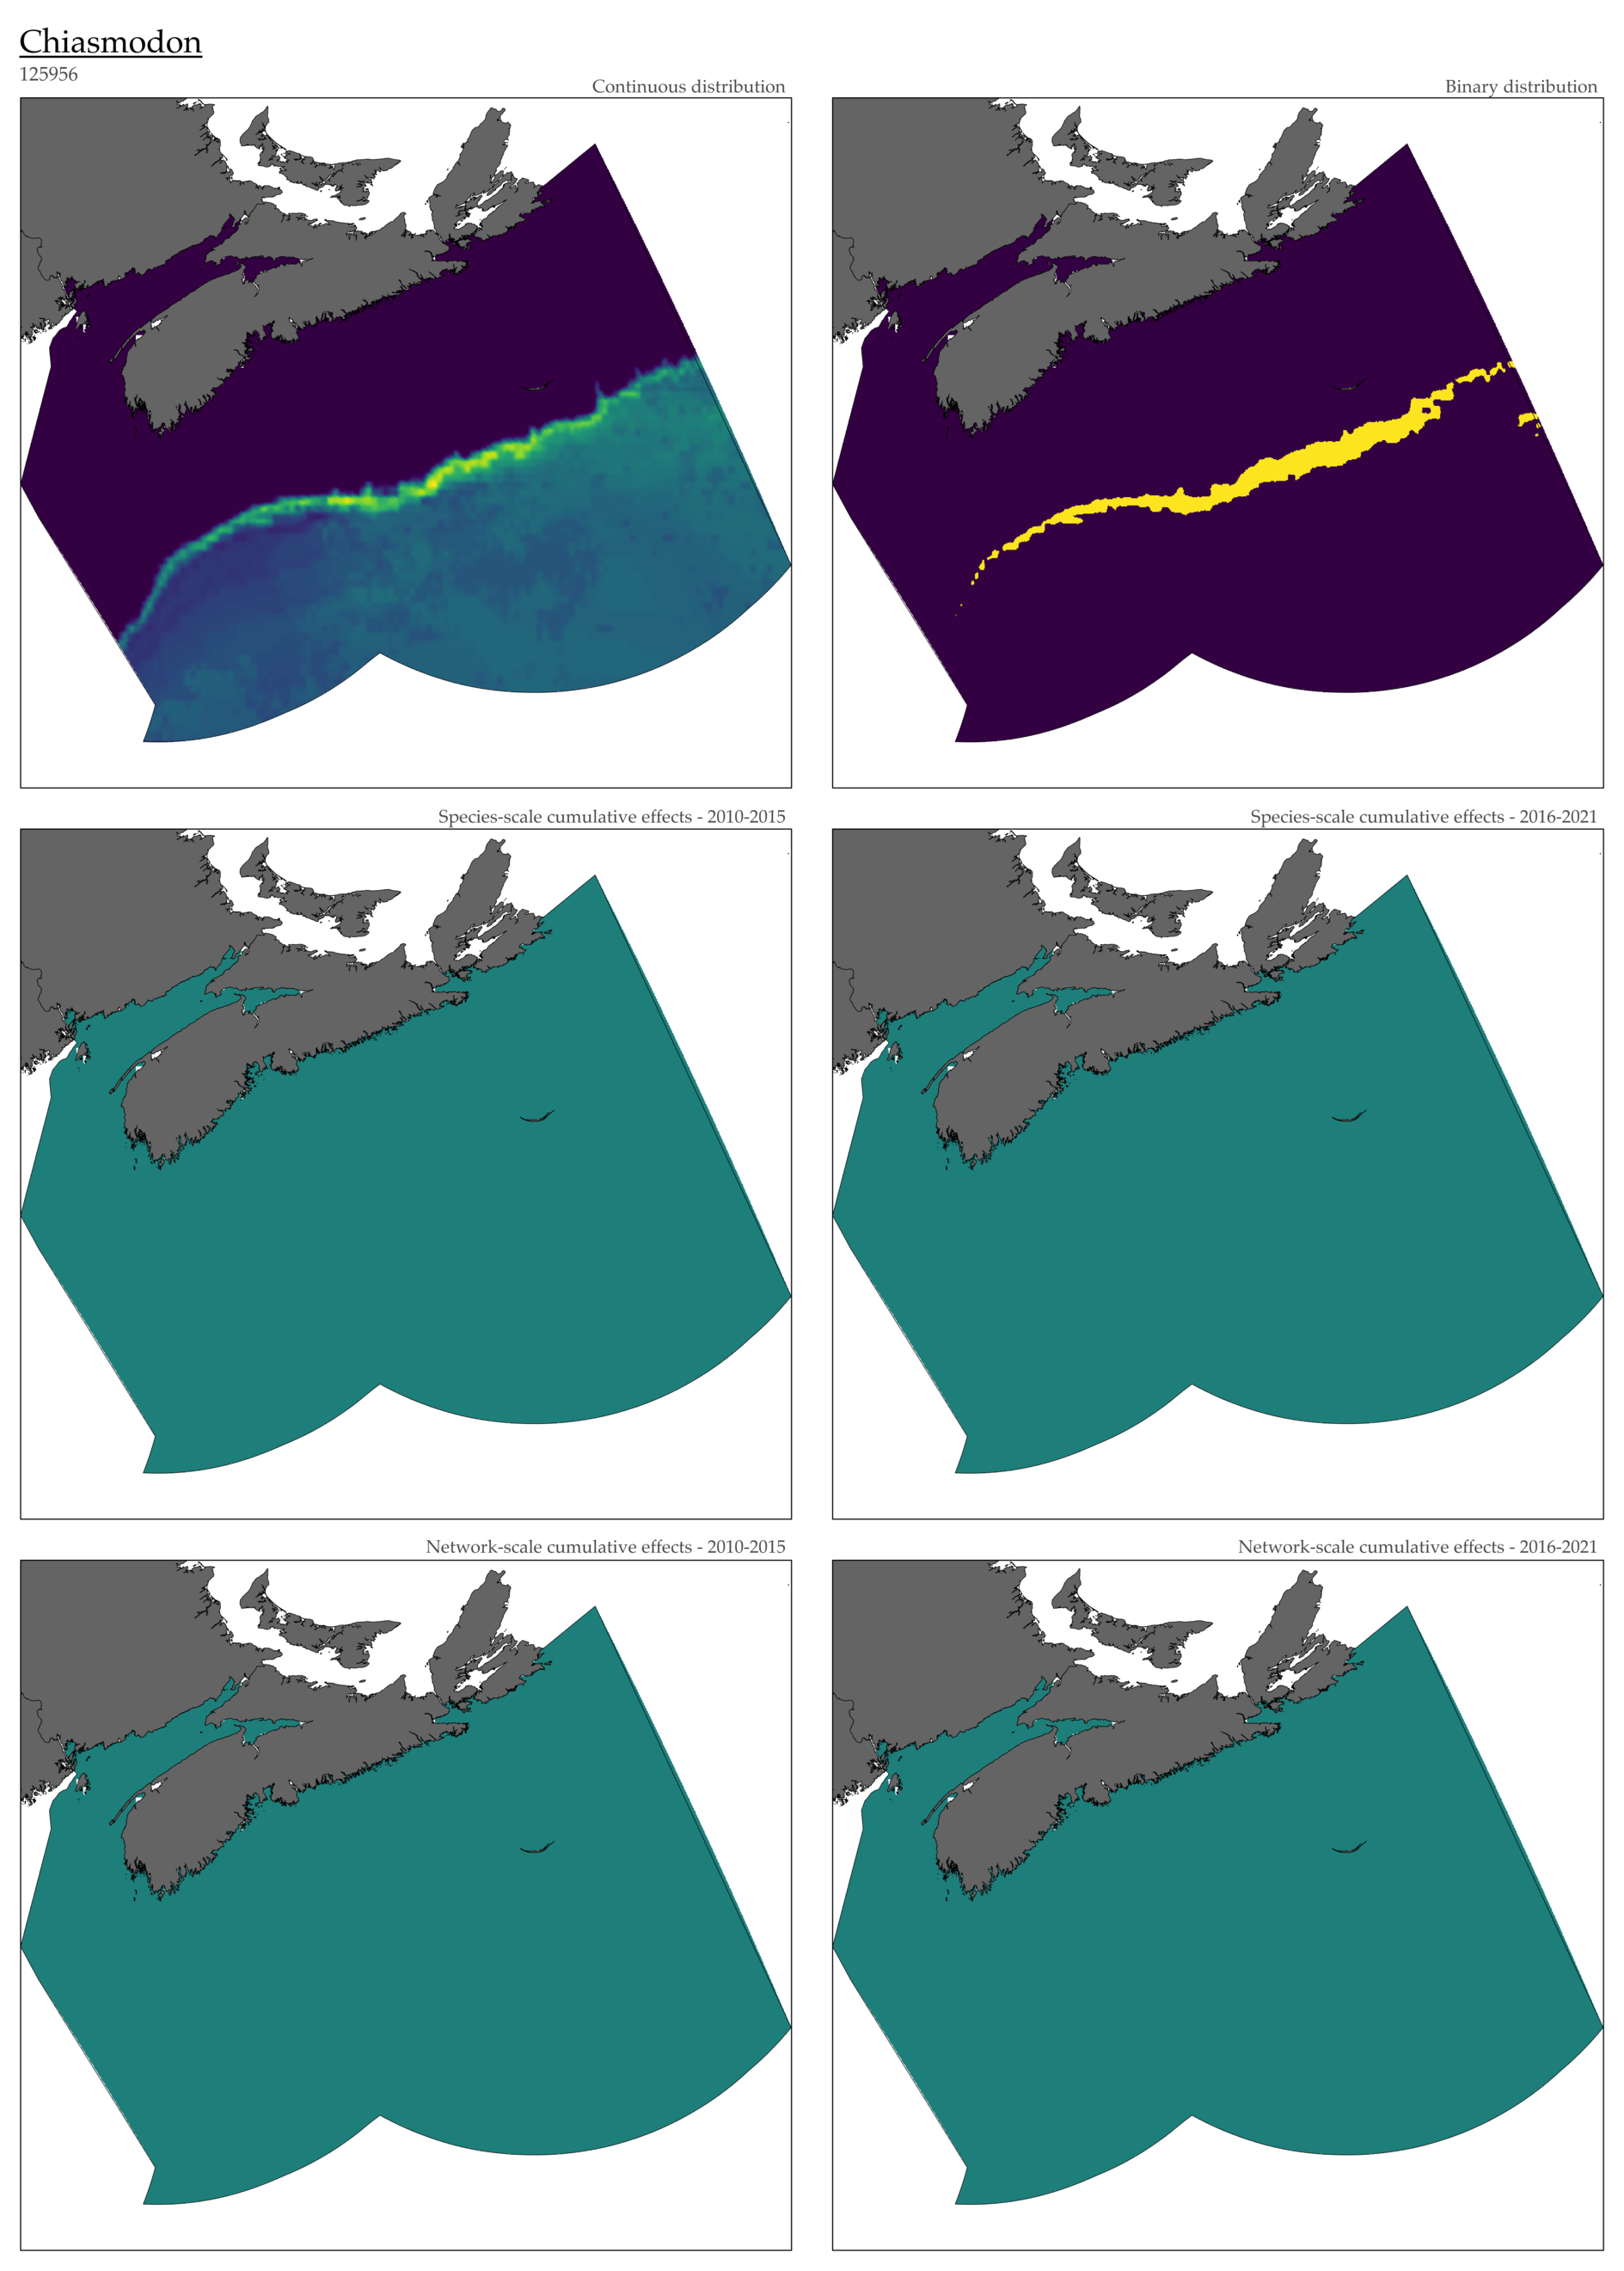 Chiasmodon
125956
Continuous distribution
Binary distribution
Species-scale cumulative effects - 2010-2015
Species-scale cumulative effects - 2016-2021
Network-scale cumulative effects - 2010-2015
Network-scale cumulative effects - 2016-2021